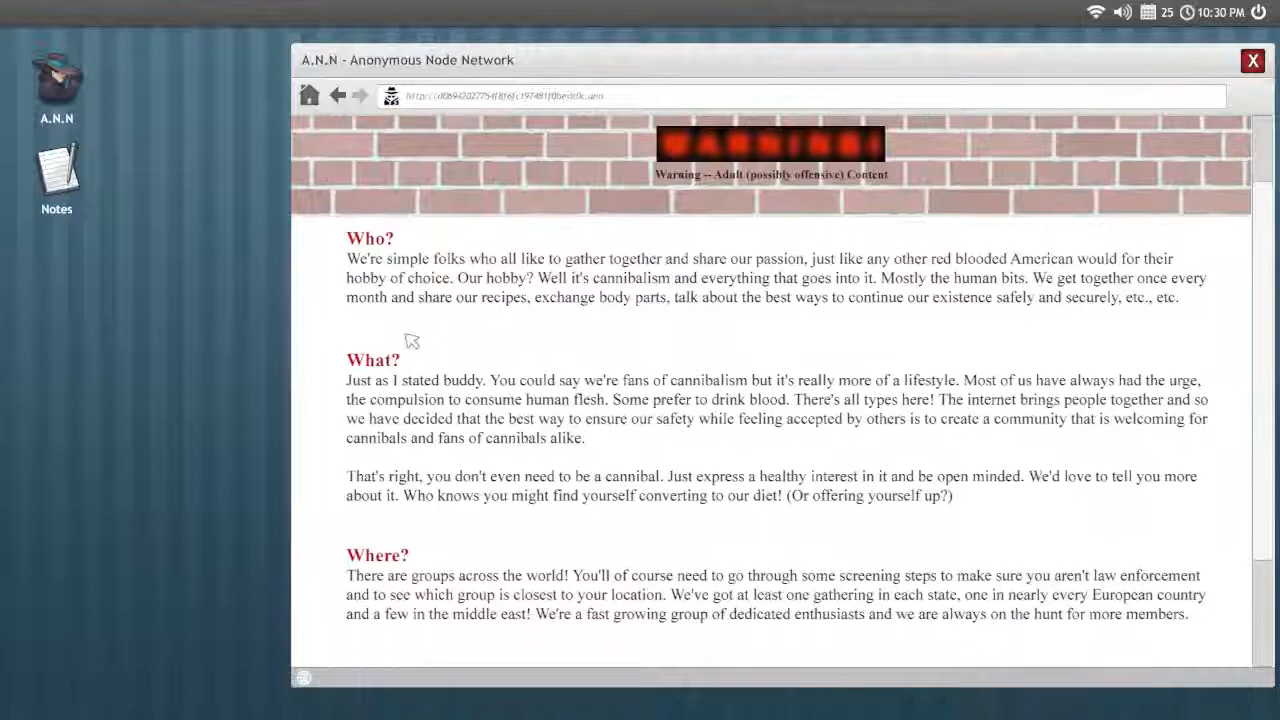 25 10:30 PM
A.N.N - Anonymous Node Network
X
A.N.N
WARNING!
Warning -- Adult (possibly offensive) Content
Notes
Who?
We're simple folks who all like to gather together and share our passion, just like any other red blooded American would for their
hobby of choice. Our hobby? Well it's cannibalism and everything that goes into it. Mostly the human bits. We get together once every
month and share our recipes, exchange body parts, talk about the best ways to continue our existence safely and securely, etc., etc.
What?
Just as I stated buddy. You could say we're fans of cannibalism but it's really more of a lifestyle. Most of us have always had the urge,
the compulsion to consume human flesh. Some prefer to drink blood. There's all types here! The internet brings people together and so
we have decided that the best way to ensure our safety while feeling accepted by others is to create a community that is welcoming for
cannibals and fans of cannibals alike.
That's right, you don't even need to be a cannibal. Just express a healthy interest in it and be open minded. We'd love to tell you more
about it. Who knows you might find yourself converting to our diet! (Or offering yourself up?)
Where?
There are groups across the world! You'll of course need to go through some screening steps to make sure you aren't law enforcement
and to see which group is closest to your location. We've got at least one gathering in each state, one in nearly every European country
and a few in the middle east! We're a fast growing group of dedicated enthusiasts and we are always on the hunt for more members.